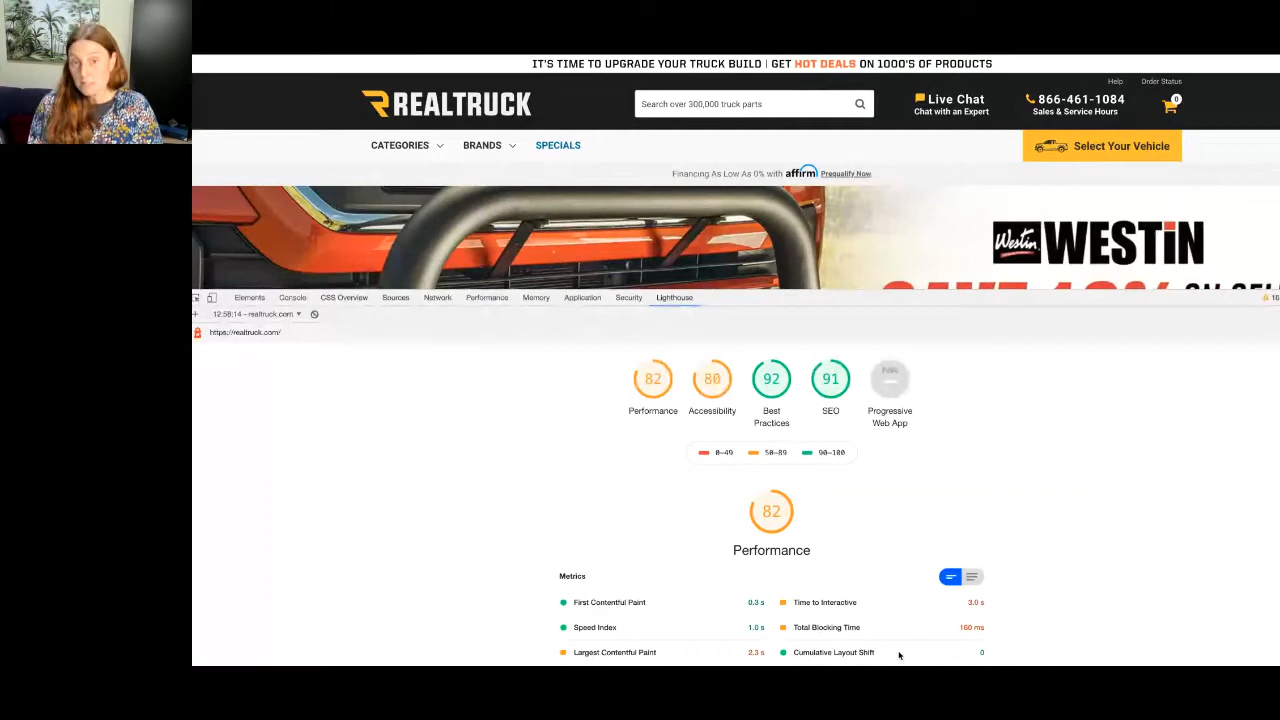 IT'S TIME TO UPGRADE YOUR TRUCK BUILD | GET HOT DEALS ON 1000'S OF PRODUCTS
Help Order Status
REALTRUCK
Search over 300,000 truck parts
Live Chat
Chat with an Expert
866-461-1084
Sales & Service Hours
0
CATEGORIES BRANDS SPECIALS
Select Your Vehicle
Financing As Low As 0% with affirm Prequalify Now
Westin WESTIN
Elements Console CSS Overview Sources Network Performance Memory Application Security Lighthouse
12:58:14 - realtruck.com
https://realtruck.com/
82 80 92 91 PWA
Performance Accessibility Best Practices SEO Progressive Web App
0–49 50–89 90–100
82
Performance
Metrics
First Contentful Paint 0.3 s Time to Interactive 3.0 s
Speed Index 1.0 s Total Blocking Time 160 ms
Largest Contentful Paint 2.3 s Cumulative Layout Shift 0